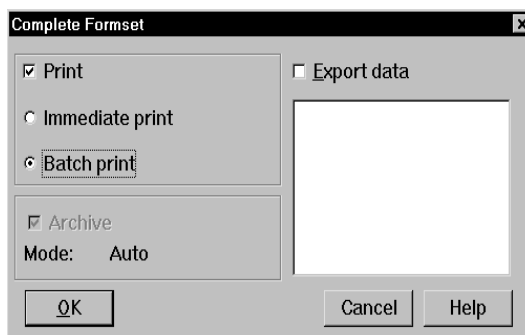 Complete Formset
Print
Export data
Immediate print
Batch print
Archive
Mode: Auto
OK Cancel Help